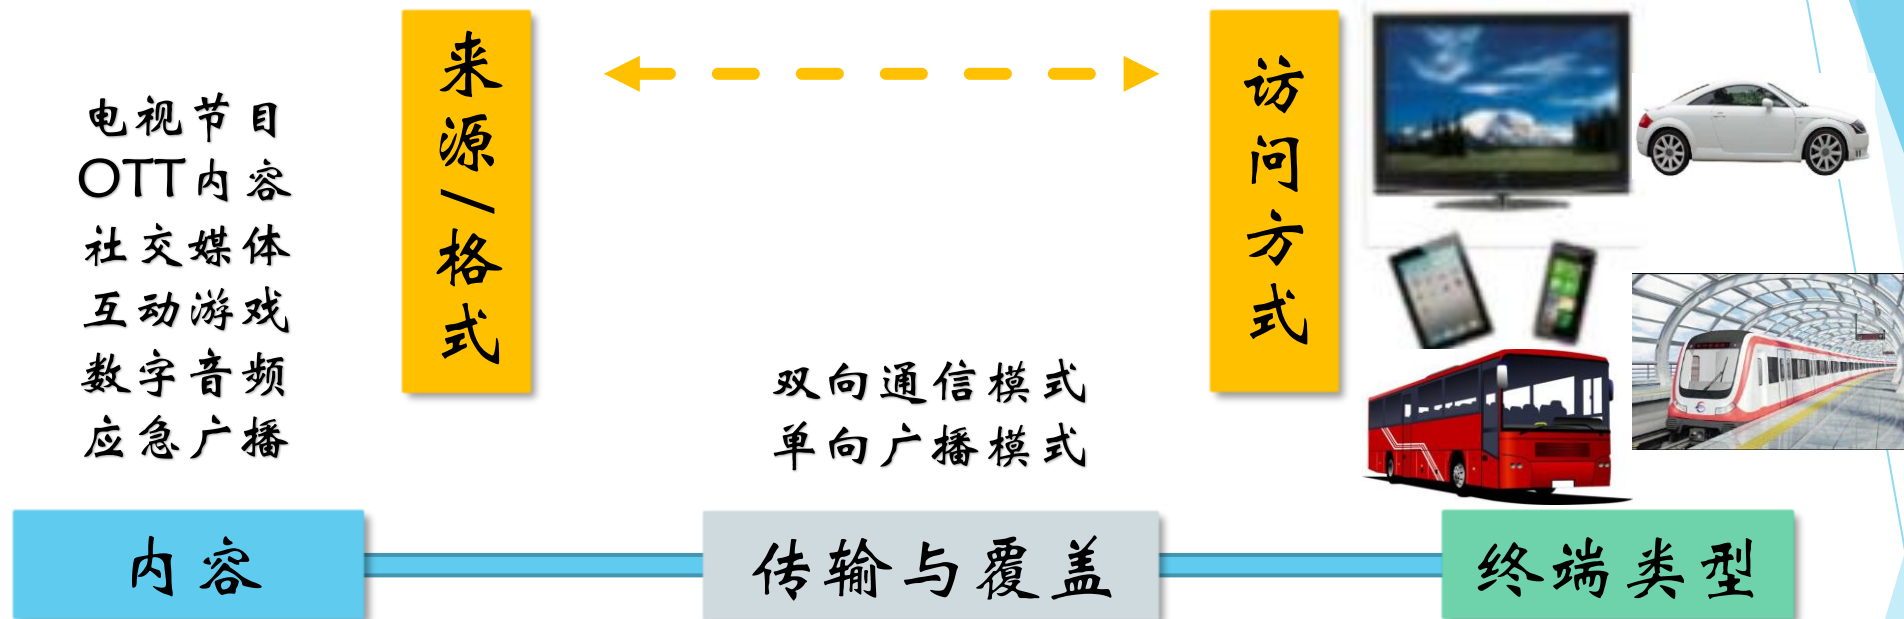 电视节目
OTT内容
社交媒体
互动游戏
数字音频
应急广播
来源/格式
双向通信模式
单向广播模式
访问方式
内容
传输与覆盖
终端类型